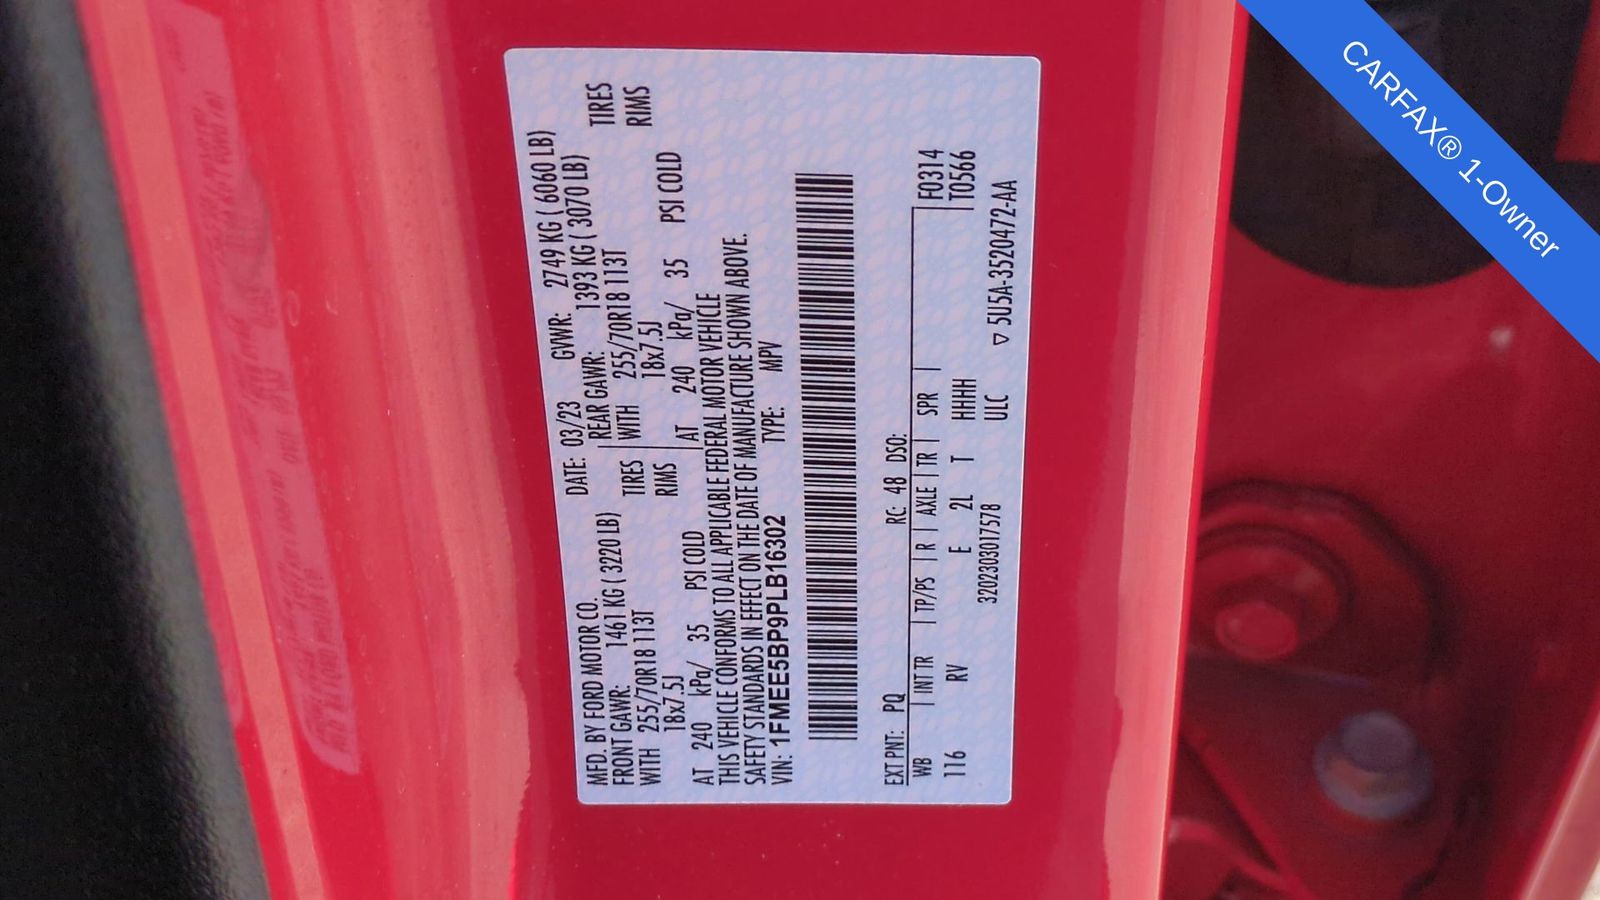 MFD. BY FORD MOTOR CO. DATE: 03/23 GVWR: 2749 KG ( 6060 LB)
FRONT GAWR: 1461 KG ( 3220 LB) REAR GAWR: 1393 KG ( 3070 LB)
WITH 255/70R18 113T TIRES WITH 255/70R18 113T TIRES
18x7.5J RIMS 18x7.5J RIMS
AT 240 kPa/ 35 PSI COLD AT 240 kPa/ 35 PSI COLD
THIS VEHICLE CONFORMS TO ALL APPLICABLE FEDERAL MOTOR VEHICLE
SAFETY STANDARDS IN EFFECT ON THE DATE OF MANUFACTURE SHOWN ABOVE.
VIN: 1FMEE5BP9PLB16302 TYPE: MPV
EXT PNT: PQ RC: 48 DSO: F0314
WB INTR TP/PS R AXLE TR SPR T0566
116 RV E 2L T HHHH
3202303017578 ULC ▽ 5U5A-3520472-AA
CARFAX® 1-Owner